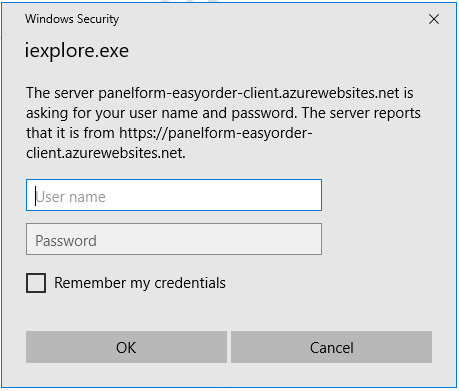 Windows Security
iexplore.exe
The server panelform-easyorder-client.azurewebsites.net is
asking for your user name and password. The server reports
that it is from https://panelform-easyorder-
client.azurewebsites.net.
User name
Password
Remember my credentials
OK Cancel